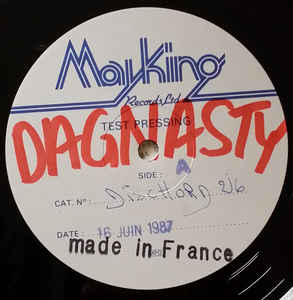 Mayking
Records Ltd
TEST PRESSING
DAGNASTY
SIDE : A
CAT. Nº : DISCHORD 26
DATE : 16 JUIN 1987
made in France